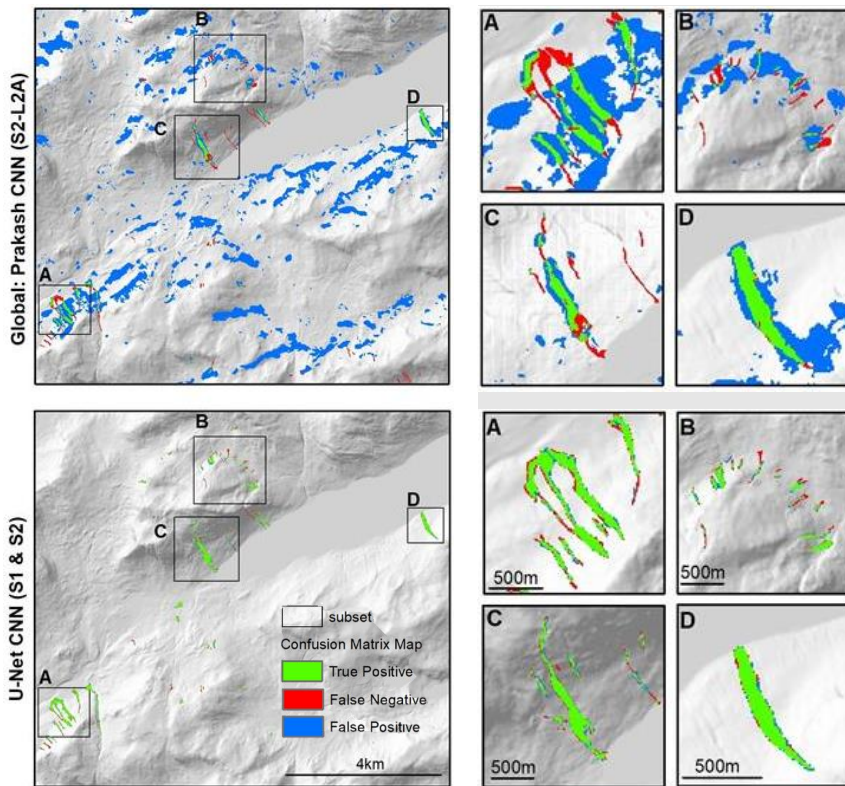 Global: Prakash CNN (S2-L2A)
B
D
C
A
A
B
C
D
U-Net CNN (S1 & S2)
B
D
C
A
subset
Confusion Matrix Map
True Positive
False Negative
False Positive
4km
A
500m
B
500m
C
500m
D
500m